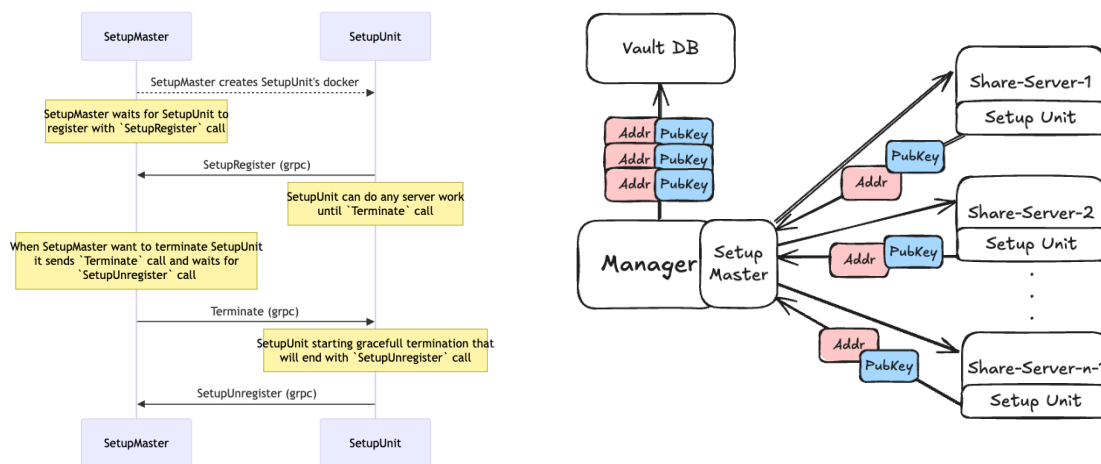 SetupMaster
SetupUnit
SetupMaster creates SetupUnit's docker
SetupMaster waits for SetupUnit to
register with `SetupRegister` call
SetupRegister (grpc)
SetupUnit can do any server work
until `Terminate` call
When SetupMaster want to terminate SetupUnit
it sends `Terminate` call and waits for
`SetupUnregister` call
Terminate (grpc)
SetupUnit starting gracefull termination that
will end with `SetupUnregister` call
SetupUnregister (grpc)
SetupMaster
SetupUnit
Vault DB
Addr PubKey
Addr PubKey
Addr PubKey
Manager
Setup
Master
Share-Server-1
Setup Unit
PubKey
Addr
Share-Server-2
Setup Unit
PubKey
Addr
Share-Server-n-1
Setup Unit
Addr
PubKey